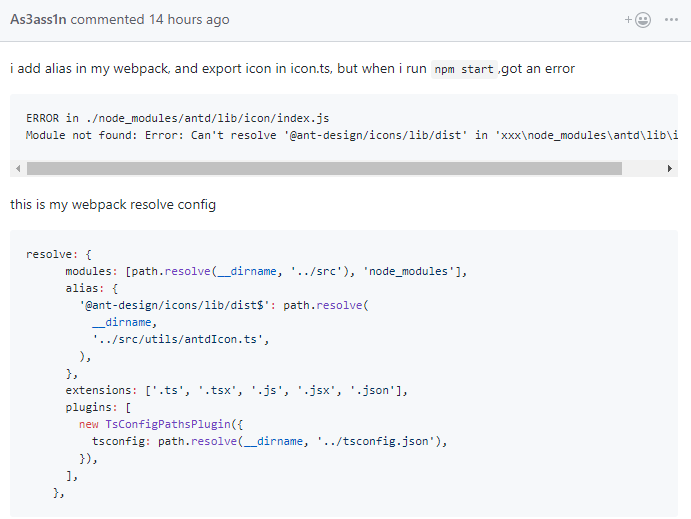 As3ass1n commented 14 hours ago
i add alias in my webpack, and export icon in icon.ts, but when i run npm start ,got an error
ERROR in ./node_modules/antd/lib/icon/index.js
Module not found: Error: Can't resolve '@ant-design/icons/lib/dist' in 'xxx\node_modules\antd\lib\i
this is my webpack resolve config
resolve: {
modules: [path.resolve(__dirname, '../src'), 'node_modules'],
alias: {
'@ant-design/icons/lib/dist$': path.resolve(
__dirname,
'../src/utils/antdIcon.ts',
),
},
extensions: ['.ts', '.tsx', '.js', '.jsx', '.json'],
plugins: [
new TsConfigPathsPlugin({
tsconfig: path.resolve(__dirname, '../tsconfig.json'),
}),
],
},